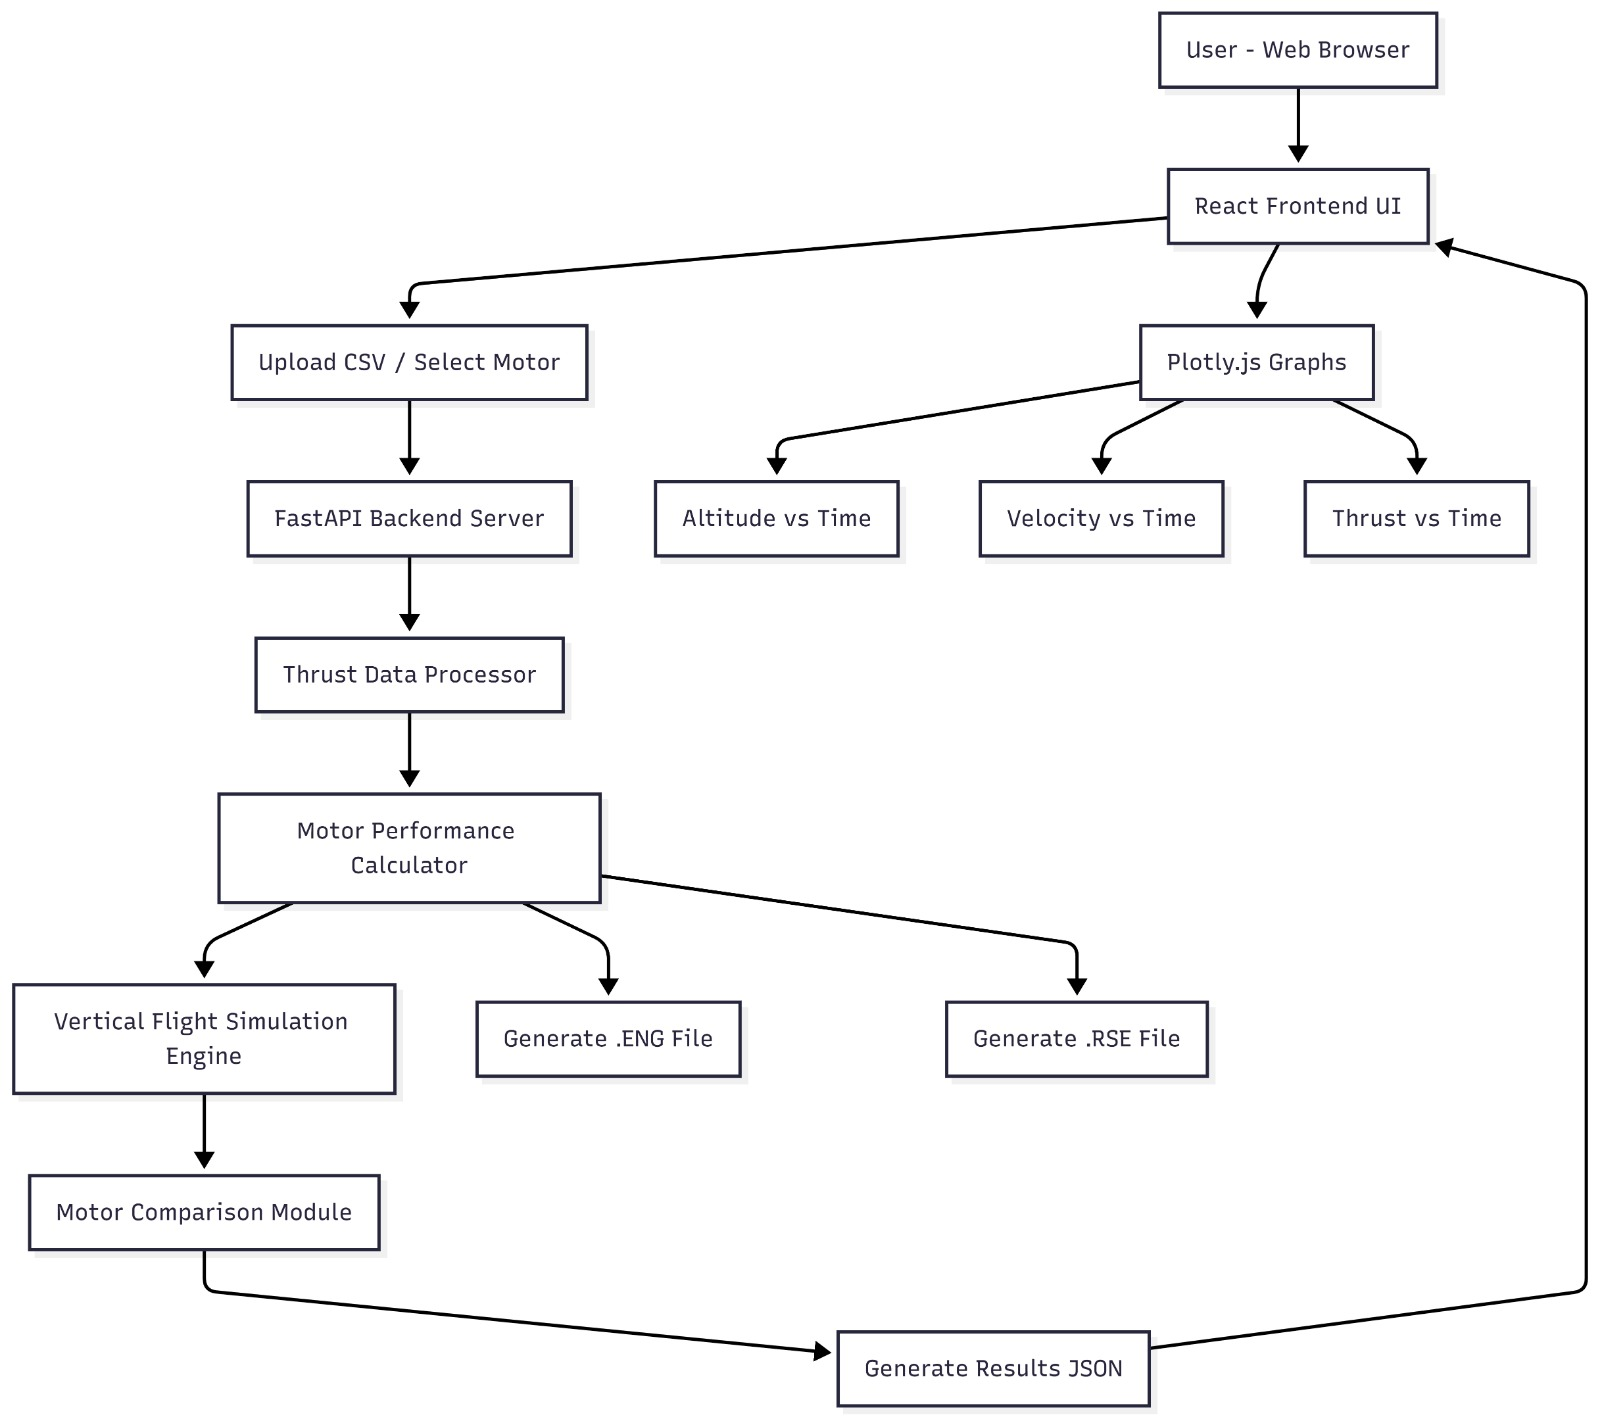 User - Web Browser
React Frontend UI
Upload CSV / Select Motor
Plotly.js Graphs
FastAPI Backend Server
Altitude vs Time
Velocity vs Time
Thrust vs Time
Thrust Data Processor
Motor Performance
Calculator
Vertical Flight Simulation
Engine
Generate .ENG File
Generate .RSE File
Motor Comparison Module
Generate Results JSON